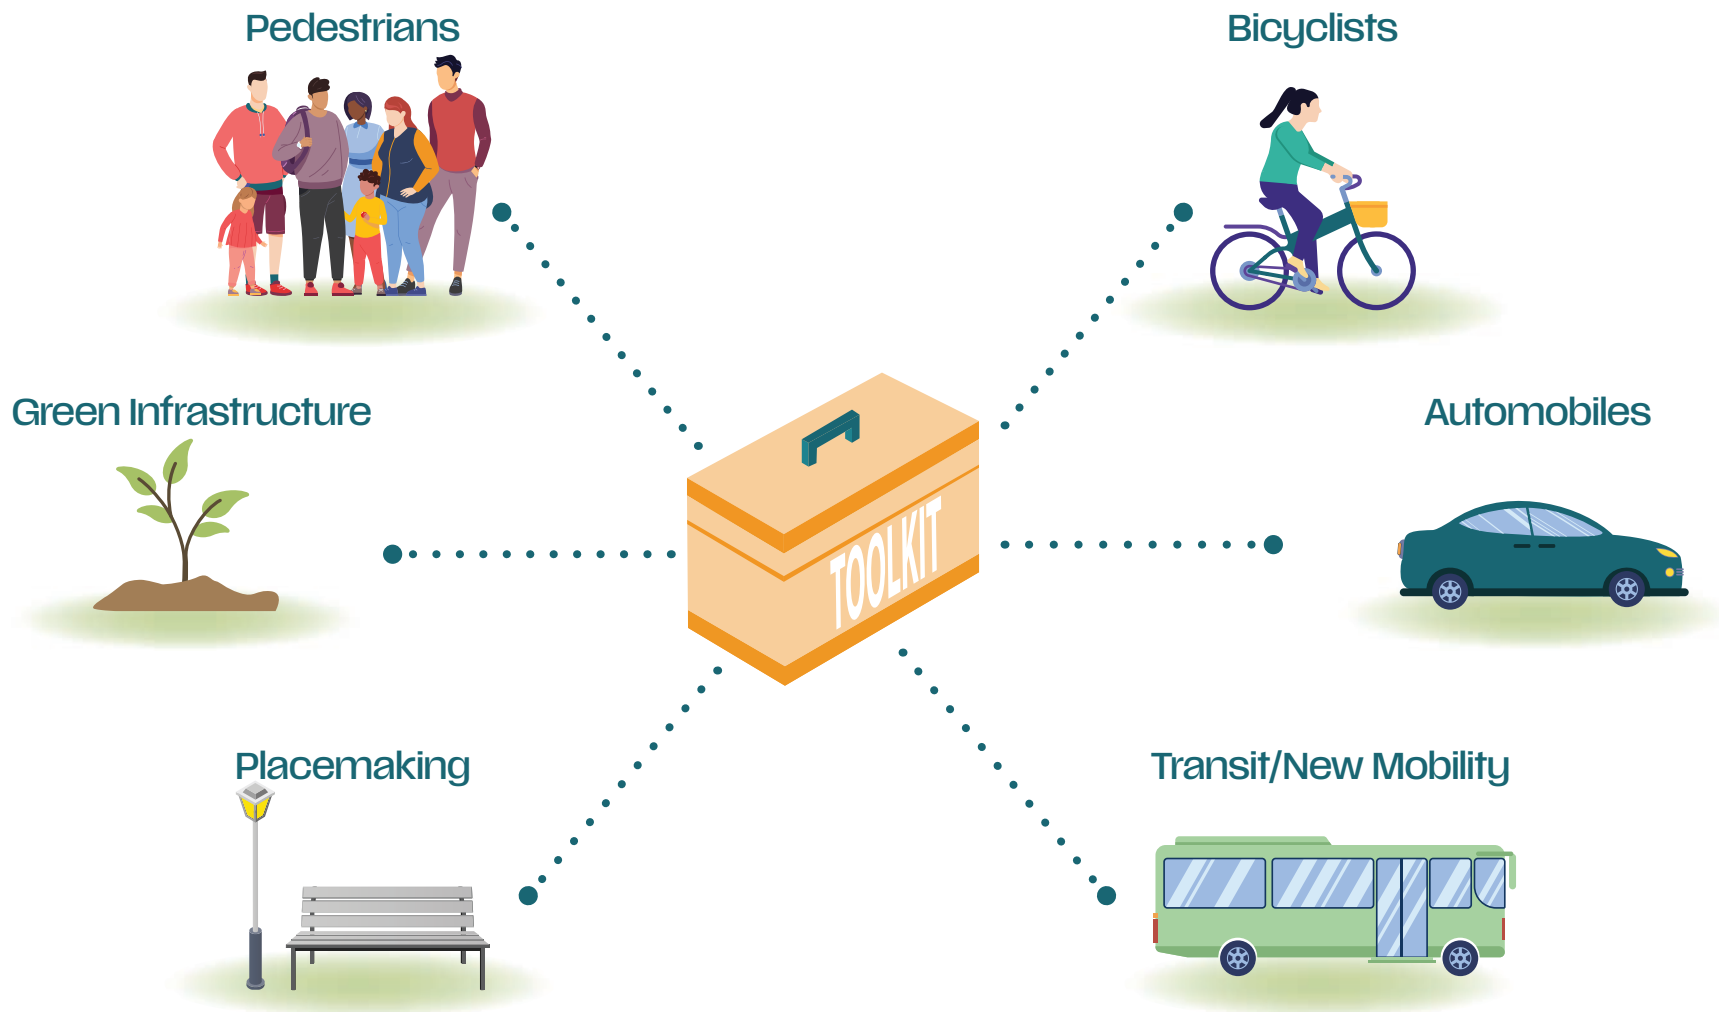 Pedestrians
Bicyclists
Green Infrastructure
Automobiles
TOOLKIT
Placemaking
Transit/New Mobility